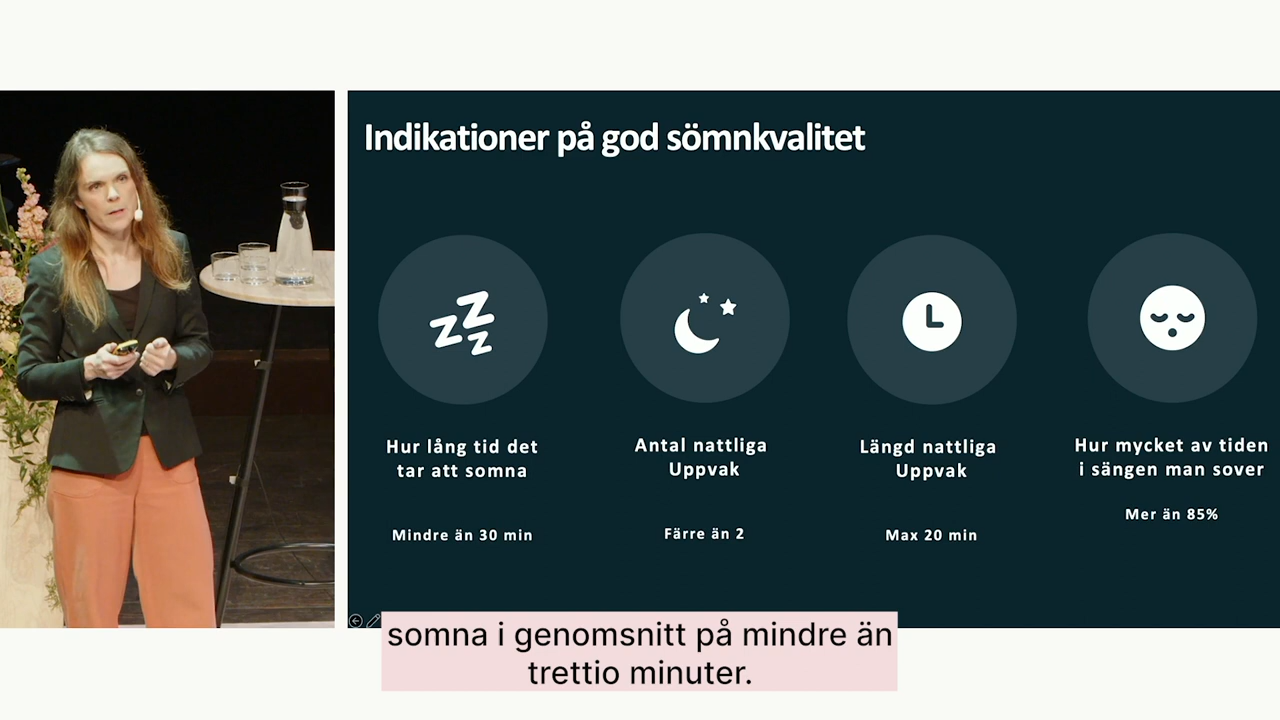 Indikationer på god sömnkvalitet
Hur lång tid det
tar att somna
Mindre än 30 min
Antal nattliga
Uppvak
Färre än 2
Längd nattliga
Uppvak
Max 20 min
Hur mycket av tiden
i sängen man sover
Mer än 85%
somna i genomsnitt på mindre än
trettio minuter.